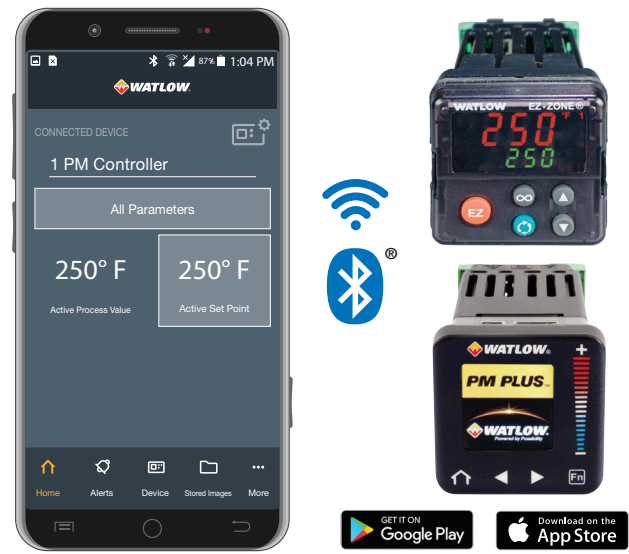 87% 1:04 PM
WATLOW.
CONNECTED DEVICE
1 PM Controller
All Parameters
250° F
250° F
Active Process Value
Active Set Point
Home
Alerts
Device
Stored Images
More
®
WATLOW EZ-ZONE®
250 °F 1
250
EZ
WATLOW®
PM PLUS™
WATLOW.
Powered by Possibility
Fn
GET IT ON
Google Play
Download on the
App Store